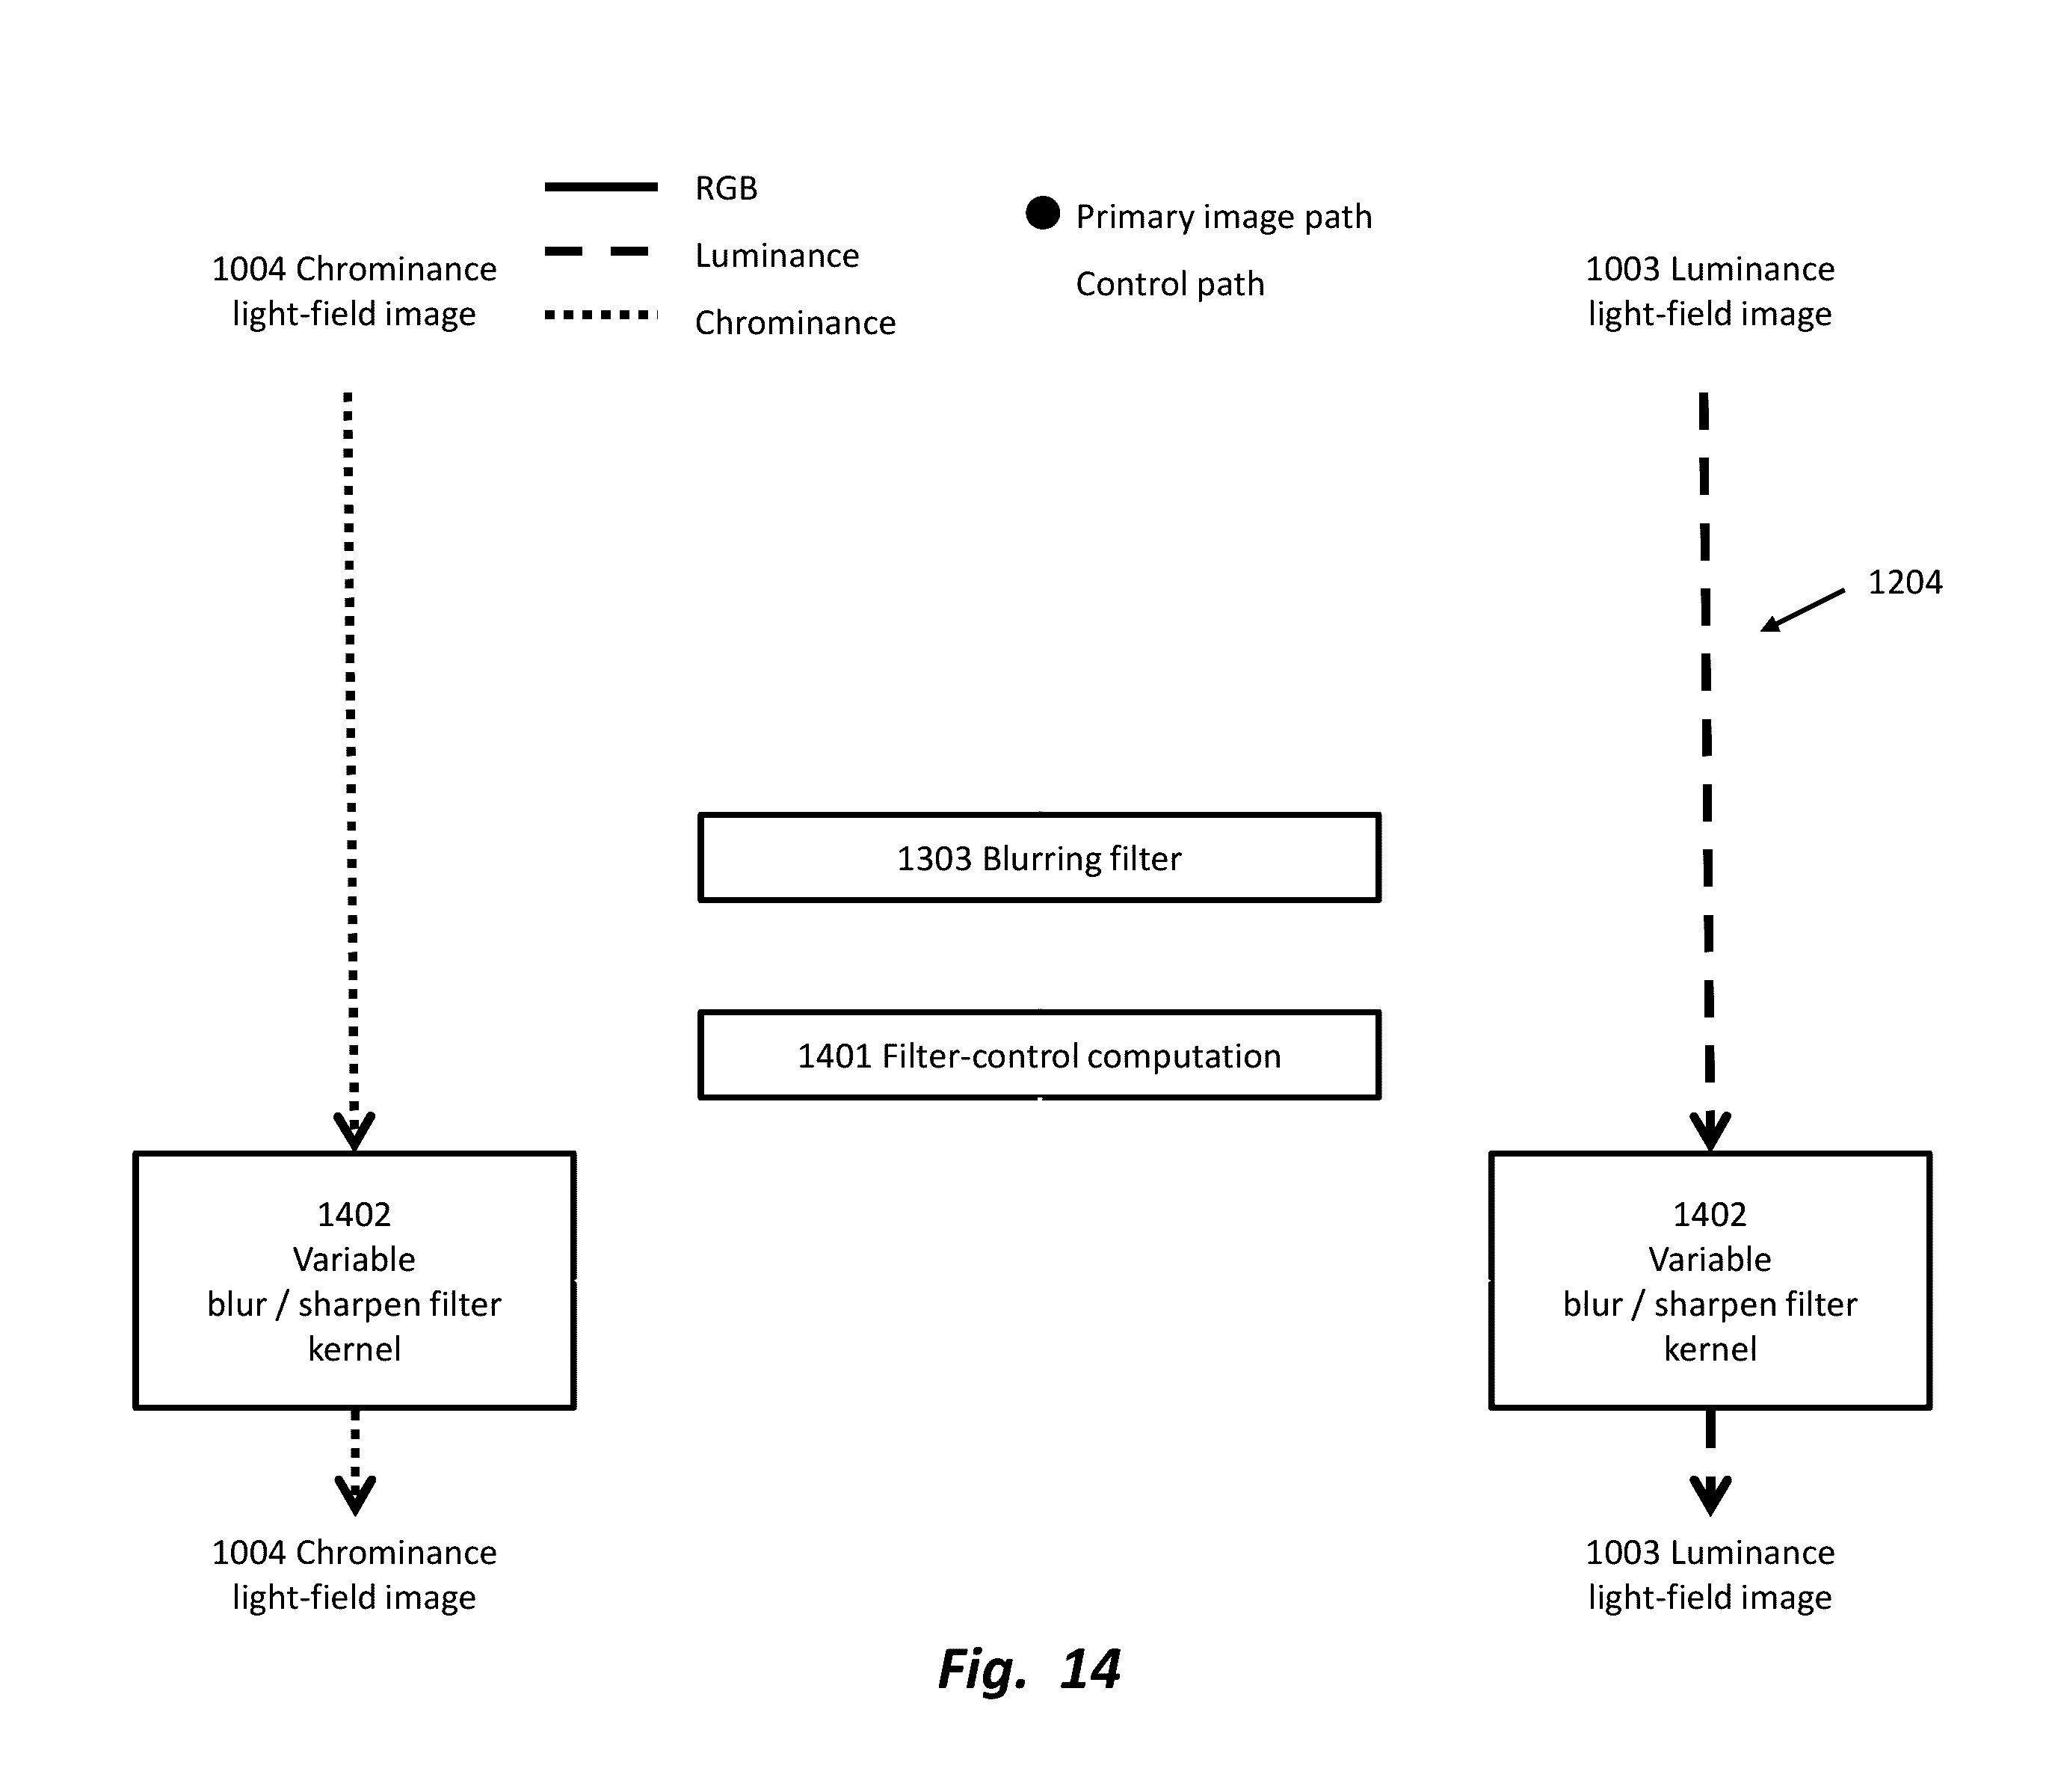 RGB
Luminance
Chrominance
Primary image path
Control path
1004 Chrominance
light-field image
1003 Luminance
light-field image
1204
1303 Blurring filter
1401 Filter-control computation
1402
Variable
blur / sharpen filter
kernel
1402
Variable
blur / sharpen filter
kernel
1004 Chrominance
light-field image
1003 Luminance
light-field image
Fig. 14